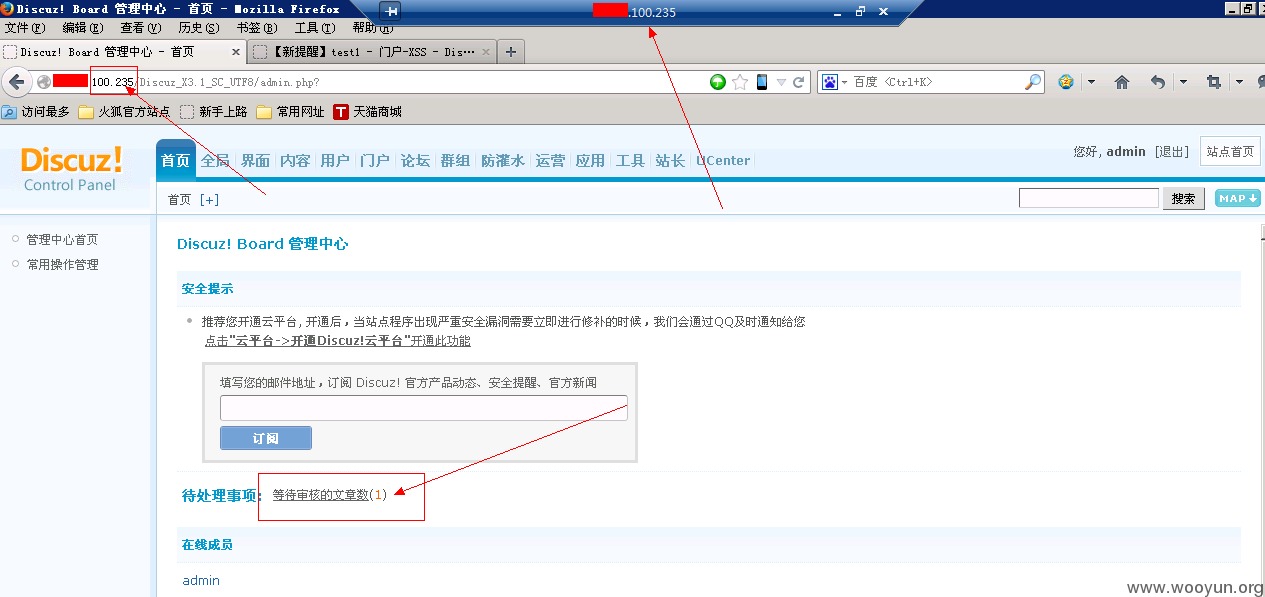 Discuz! Board 管理中心 - 首页 - Mozilla Firefox
.100.235
文件(F) 编辑(E) 查看(V) 历史(S) 书签(B) 工具(T) 帮助(H)
Discuz! Board 管理中心 - 首页 × 【新提醒】test1 - 门户-XSS - Dis… × +
100.235/Discuz_X3.1_SC_UTF8/admin.php? 百度 <Ctrl+K>
访问最多 火狐官方站点 新手上路 常用网址 T 天猫商城
Discuz!
Control Panel
首页 全局 界面 内容 用户 门户 论坛 群组 防灌水 运营 应用 工具 站长 UCenter
您好, admin [退出] 站点首页
首页 [+] 搜索 MAP
管理中心首页
常用操作管理
Discuz! Board 管理中心
安全提示
推荐您开通云平台, 开通后，当站点程序出现严重安全漏洞需要立即进行修补的时候，我们会通过QQ及时通知给您
点击"云平台->开通Discuz!云平台"开通此功能
填写您的邮件地址，订阅 Discuz! 官方产品动态、安全提醒、官方新闻
订阅
待处理事项: 等待审核的文章数(1)
在线成员
admin
www.wooyun.org